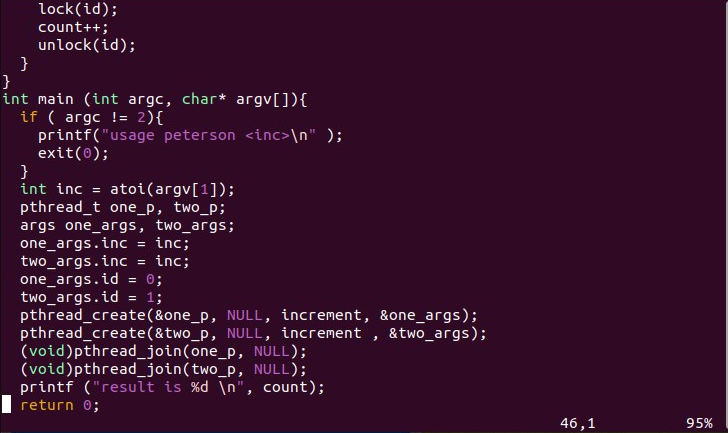 lock(id);
    count++;
    unlock(id);
  }
}
int main (int argc, char* argv[]){
  if ( argc != 2){
    printf("usage peterson <inc>\n" );
    exit(0);
  }
  int inc = atoi(argv[1]);
  pthread_t one_p, two_p;
  args one_args, two_args;
  one_args.inc = inc;
  two_args.inc = inc;
  one_args.id = 0;
  two_args.id = 1;
  pthread_create(&one_p, NULL, increment, &one_args);
  pthread_create(&two_p, NULL, increment , &two_args);
  (void)pthread_join(one_p, NULL);
  (void)pthread_join(two_p, NULL);
  printf ("result is %d \n", count);
  return 0;
46,1 95%